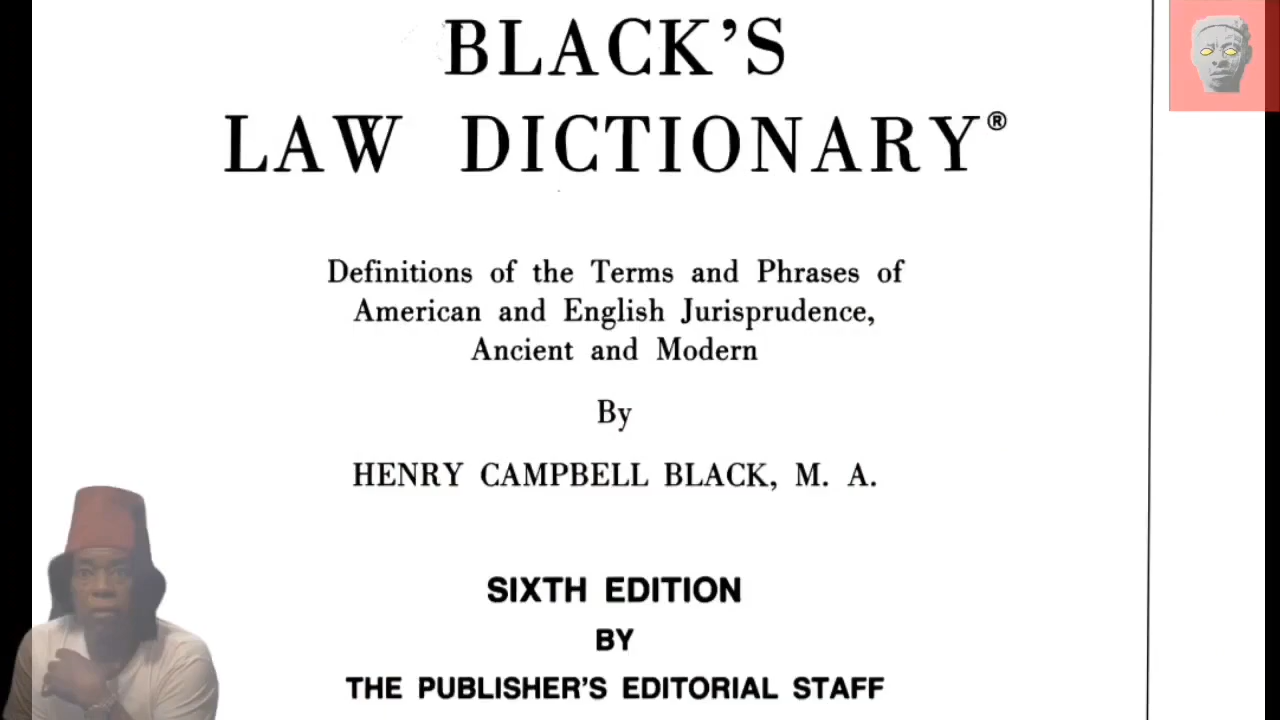 BLACK'S
LAW DICTIONARY®
Definitions of the Terms and Phrases of
American and English Jurisprudence,
Ancient and Modern
By
HENRY CAMPBELL BLACK, M. A.
SIXTH EDITION
BY
THE PUBLISHER'S EDITORIAL STAFF